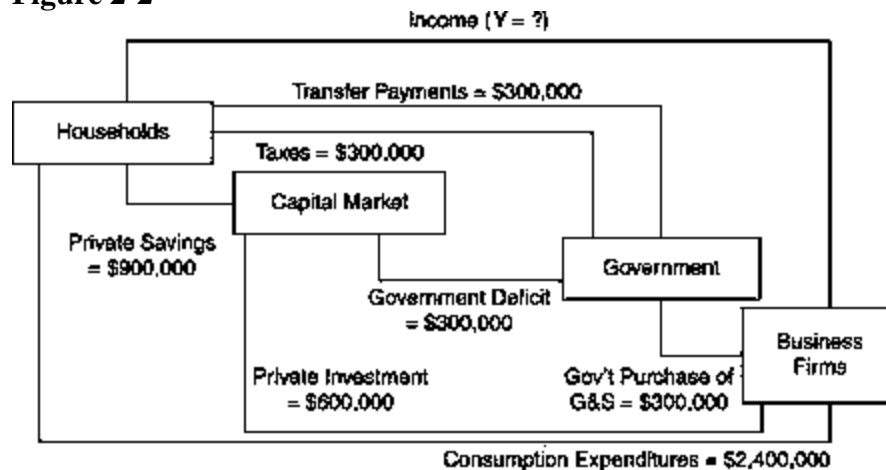 Figure 2-2
Income (Y = ?)
Transfer Payments = $300,000
Households
Taxes = $300.000
Capital Market
Private Savings
= $900,000
Government
Government Deficit
= $300,000
Business
Firms
Private Investment
= $600.000
Gov't Purchase of
G&S = $300.000
Consumption Expenditures = $2,400,000